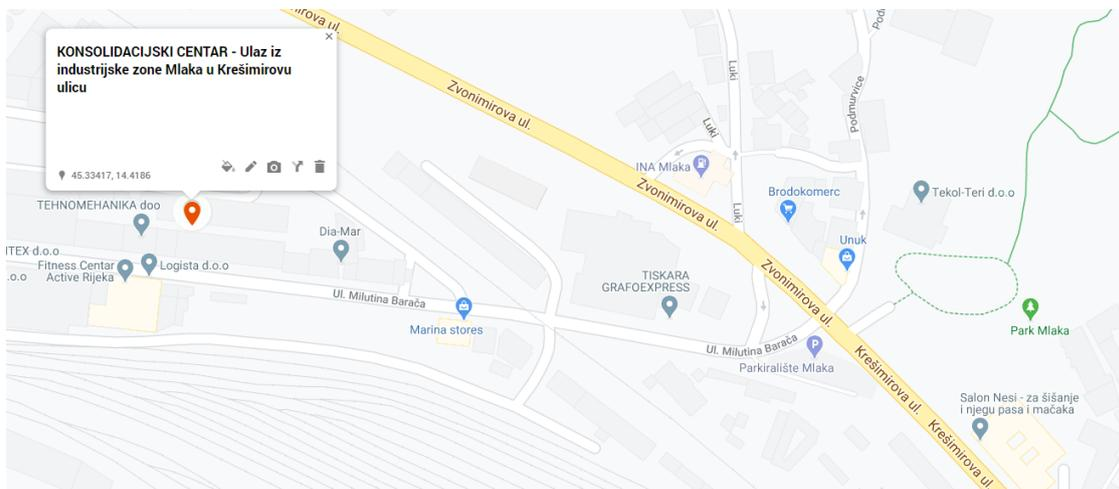 mirova ul.
KONSOLIDACIJSKI CENTAR - Ulaz iz
industrijske zone Mlaka u Krešimirovu
ulicu
45.33417, 14.4186
Zvonimirova ul.
Luki
Luki
Podmurvice
Pod
INA Mlaka
Zvonimirova ul.
Luki
Brodokomerc
Tekol-Teri d.o.o
TEHNOMEHANIKA doo
Dia-Mar
Unuk
ITEX d.o.o
.o.o
Fitness Centar
Active Rijeka
Logista d.o.o
TISKARA
GRAFOEXPRESS
Zvonimirova ul.
Ul. Milutina Barača
Marina stores
Park Mlaka
Ul. Milutina Barača
P
Parkiralište Mlaka
Krešimirova ul.
Salon Nesi - za šišanje
i njegu pasa i mačaka
Krešimirova ul.